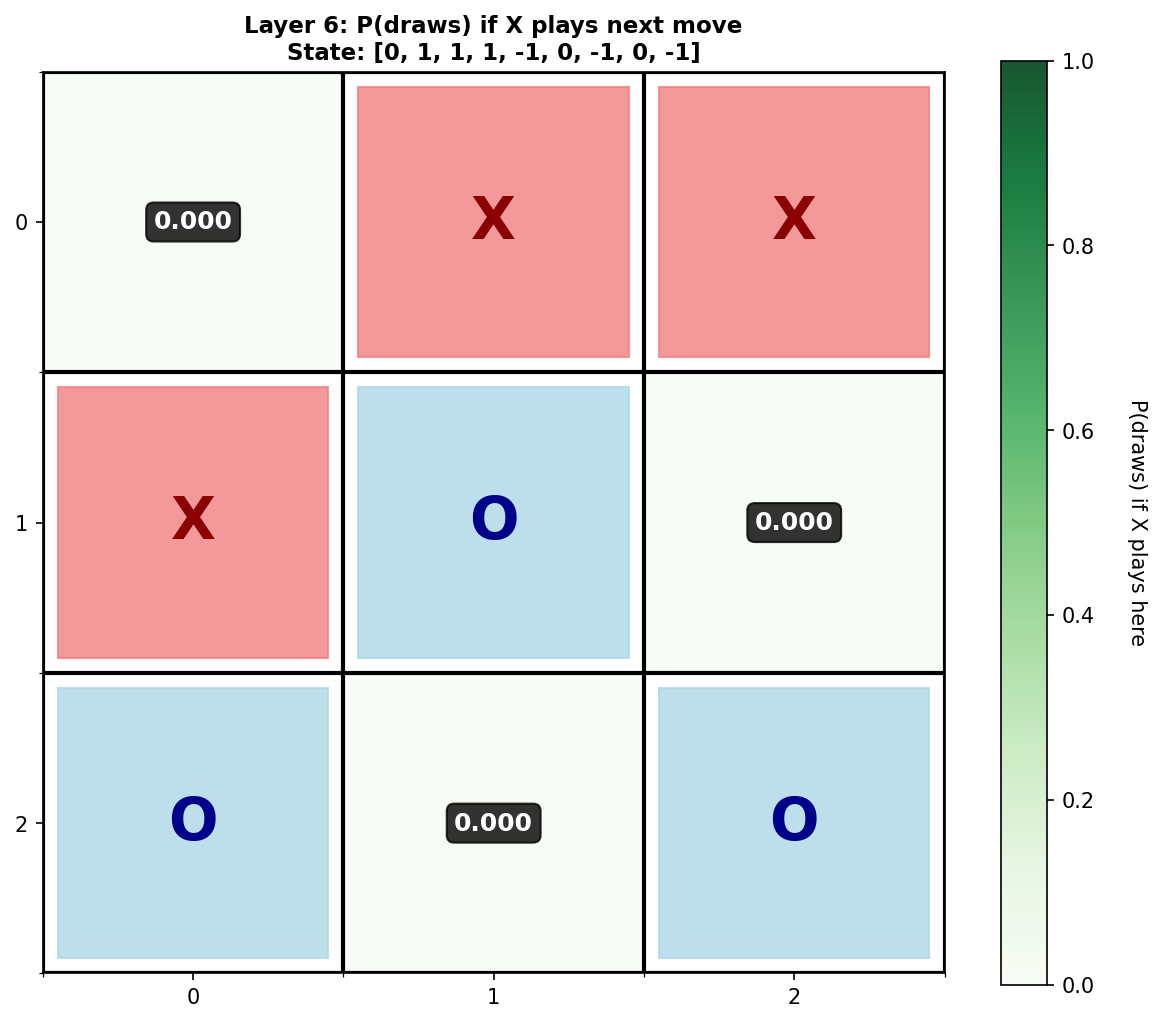 Layer 6: P(draws) if X plays next move
State: [0, 1, 1, 1, -1, 0, -1, 0, -1]
0
0.000
X
X
1
X
O
0.000
2
O
0.000
O
0
1
2
1.0
0.8
0.6
0.4
0.2
0.0
P(draws) if X plays here